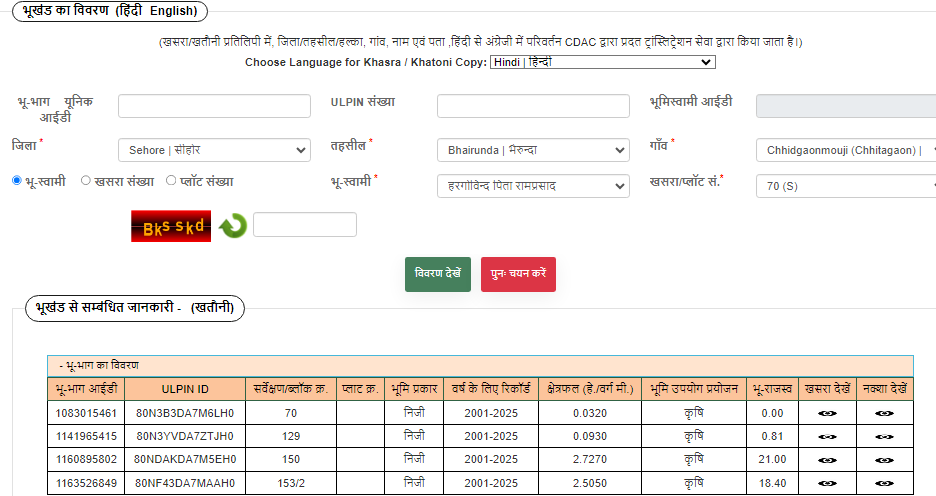 भूखंड का विवरण (हिंदी English)
(खसरा/खतौनी प्रतिलिपी में, जिला/तहसील/हल्का, गांव, नाम एवं पता ,हिंदी से अंग्रेजी में परिवर्तन CDAC द्वारा प्रदत ट्रांस्लिट्रेशन सेवा द्वारा किया जाता है।)
Choose Language for Khasra / Khatoni Copy: Hindi | हिन्दी
भू-भाग यूनिक आईडी ULPIN संख्या भूमिस्वामी आईडी
जिला * Sehore | सीहोर तहसील * Bhairunda | भैरुन्दा गाँव * Chhidgaonmouji (Chhitagaon) |
भू-स्वामी खसरा संख्या प्लॉट संख्या भू-स्वामी * हरगोविन्द पिता रामप्रसाद खसरा/प्लॉट सं.* 70 (S)
Bks skd
विवरण देखें पुनः चयन करें
भूखंड से सम्बंधित जानकारी - (खतौनी)
- भू-भाग का विवरण
भू-भाग आईडी ULPIN ID सर्वेक्षण/ब्लॉक क्र. प्लाट क्र. भूमि प्रकार वर्ष के लिए रिकॉर्ड क्षेत्रफल (हे./वर्ग मी.) भूमि उपयोग प्रयोजन भू-राजस्व खसरा देखें नक्शा देखें
1083015461 80N3B3DA7M6LH0 70 निजी 2001-2025 0.0320 कृषि 0.00
1141965415 80N3YVDA7ZTJH0 129 निजी 2001-2025 0.0930 कृषि 0.81
1160895802 80NDAKDA7M5EH0 150 निजी 2001-2025 2.7270 कृषि 21.00
1163526849 80NF43DA7MAAH0 153/2 निजी 2001-2025 2.5050 कृषि 18.40